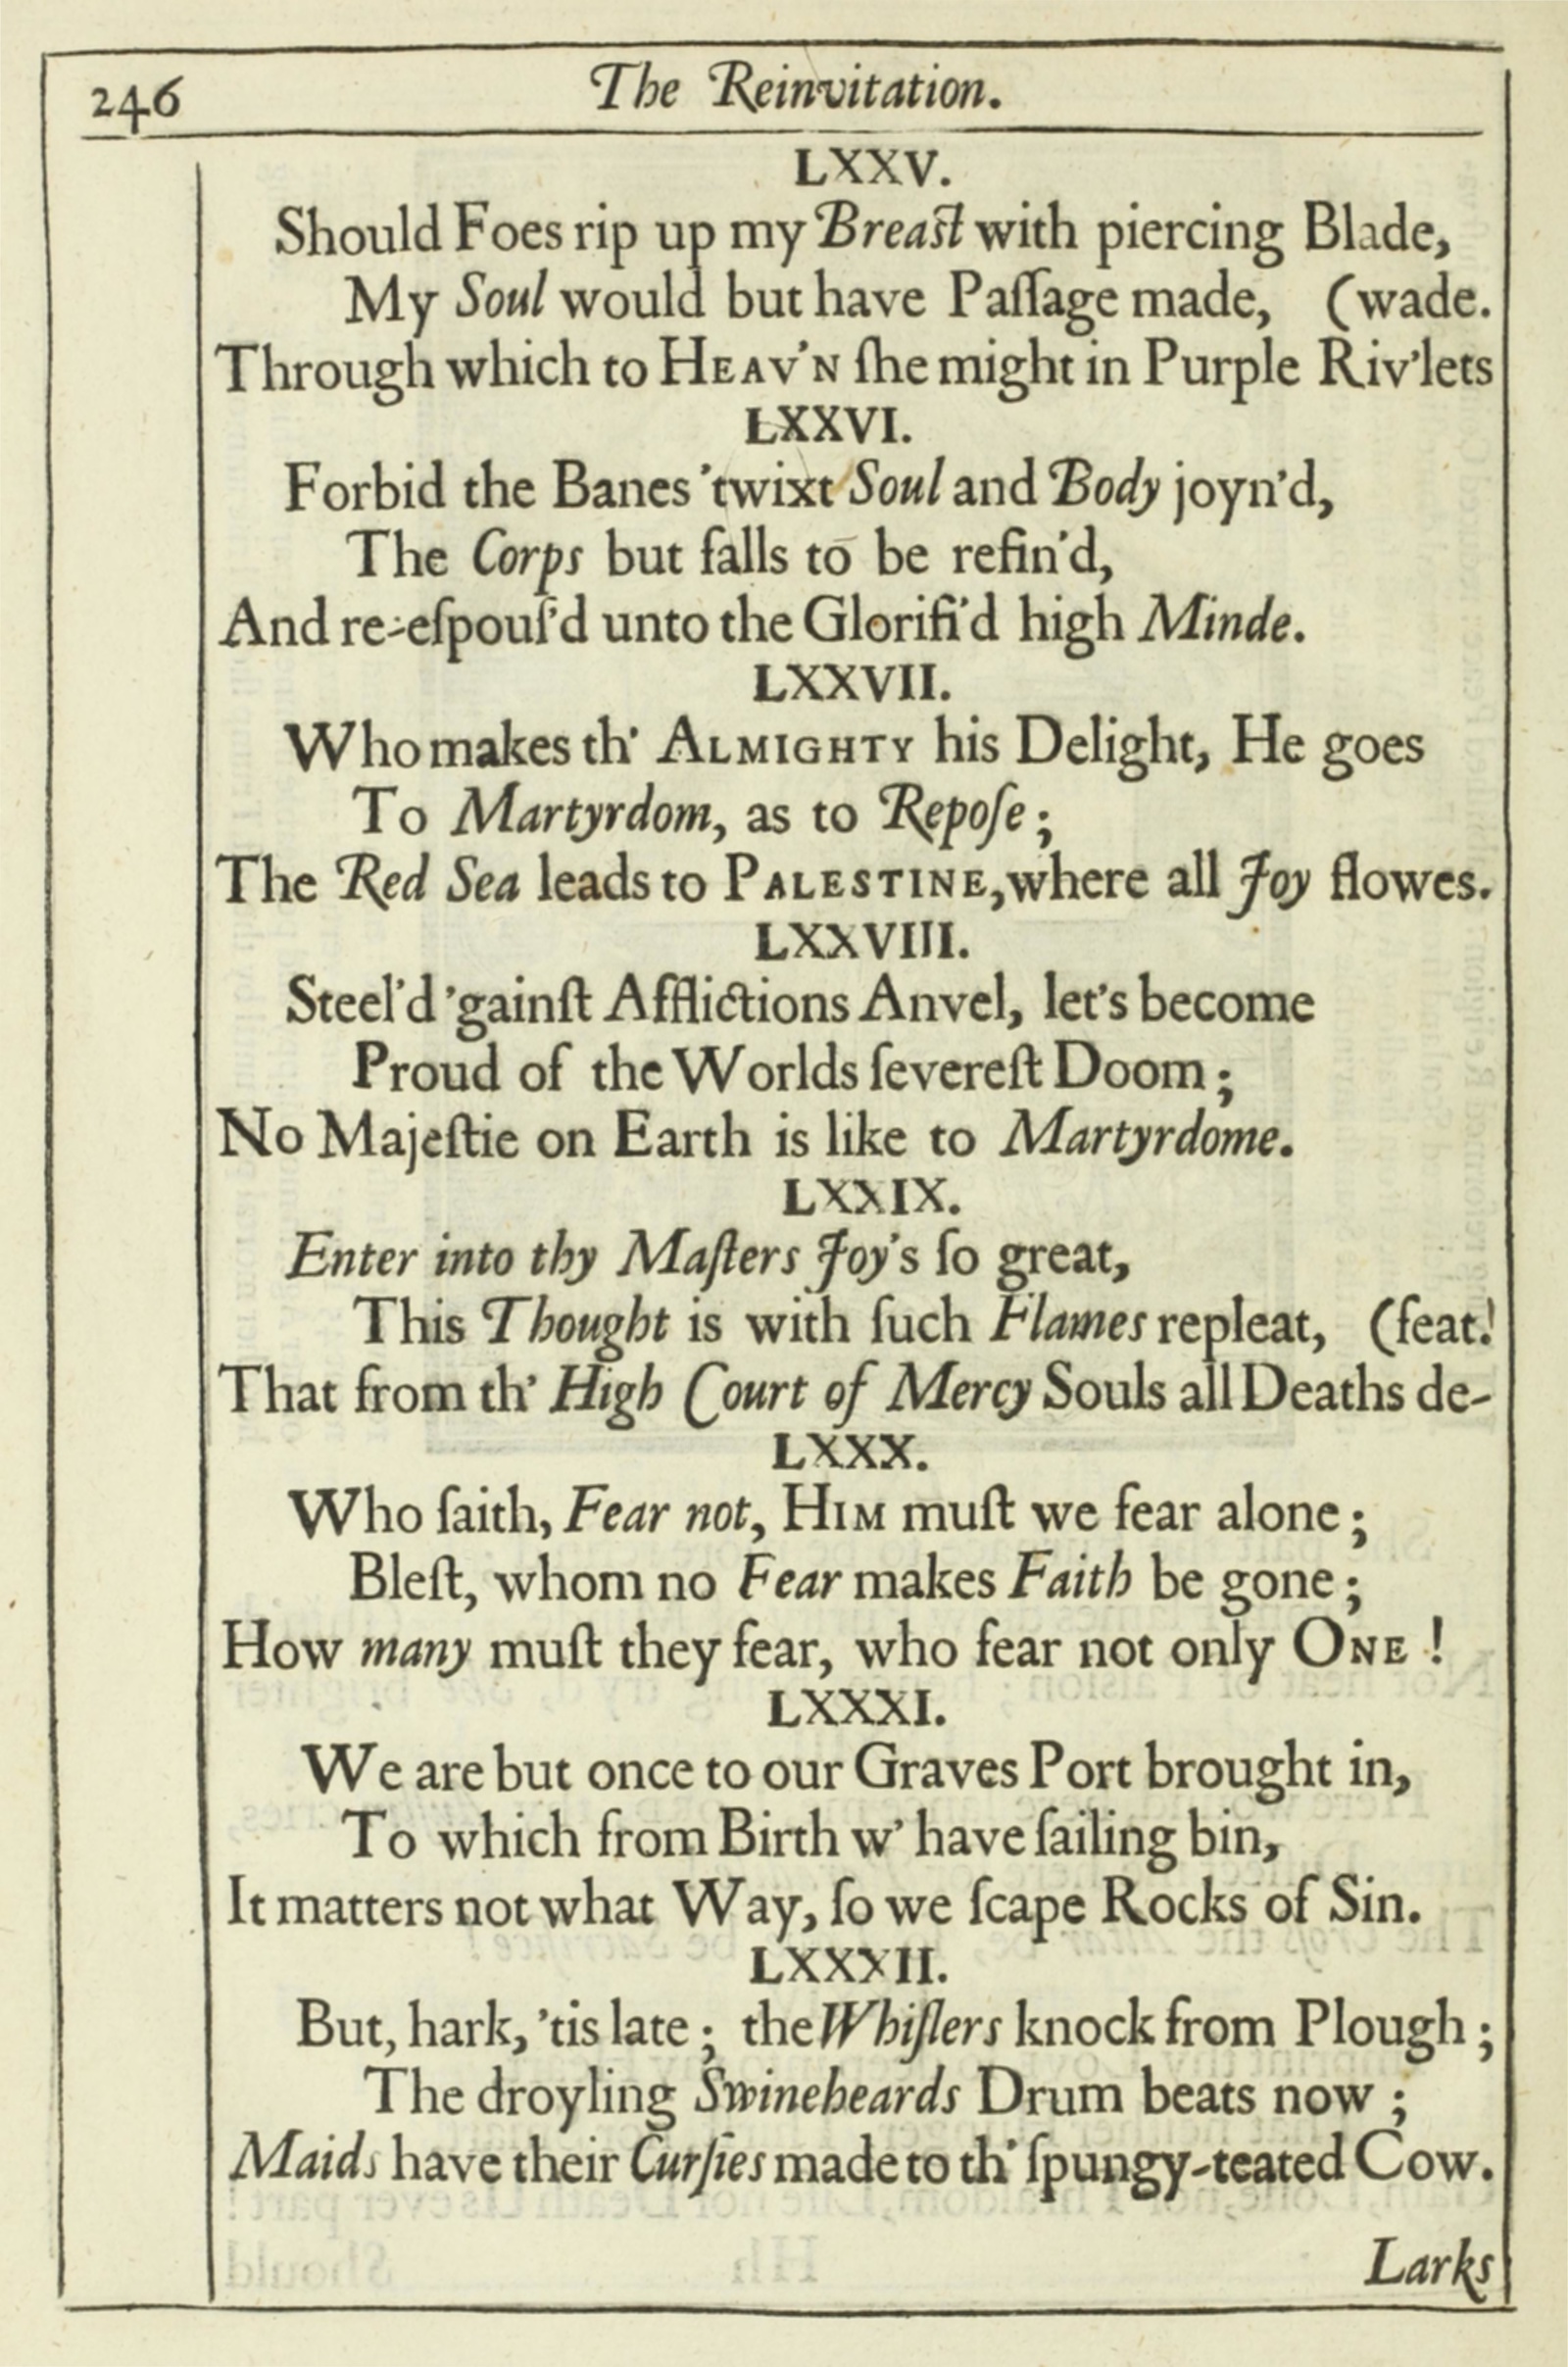 246 The Reinvitation.
LXXV.
Should Foes rip up my Breaſt with piercing Blade,
My Soul would but have Paſſage made, (wade.
Through which to HEAV'N ſhe might in Purple Riv'lets
LXXVI.
Forbid the Banes 'twixt Soul and Body joyn'd,
The Corps but falls to be refin'd,
And re-eſpouſ'd unto the Glorifi'd high Minde.
LXXVII.
Who makes th' ALMIGHTY his Delight, He goes
To Martyrdom, as to Repoſe;
The Red Sea leads to PALESTINE, where all Joy flowes.
LXXVIII.
Steel'd 'gainſt Afflictions Anvel, let's become
Proud of the Worlds ſevereſt Doom;
No Majeſtie on Earth is like to Martyrdome.
LXXIX.
Enter into thy Maſters Joy's ſo great,
This Thought is with ſuch Flames repleat, (feat!
That from th' High Court of Mercy Souls all Deaths de-
LXXX.
Who ſaith, Fear not, HIM muſt we fear alone;
Bleſt, whom no Fear makes Faith be gone;
How many muſt they fear, who fear not only ONE!
LXXXI.
We are but once to our Graves Port brought in,
To which from Birth w' have ſailing bin,
It matters not what Way, ſo we ſcape Rocks of Sin.
LXXXII.
But, hark, 'tis late; the Whiſlers knock from Plough;
The droyling Swineheards Drum beats now;
Maids have their Curſies made to th' ſpungy-teated Cow.
Larks